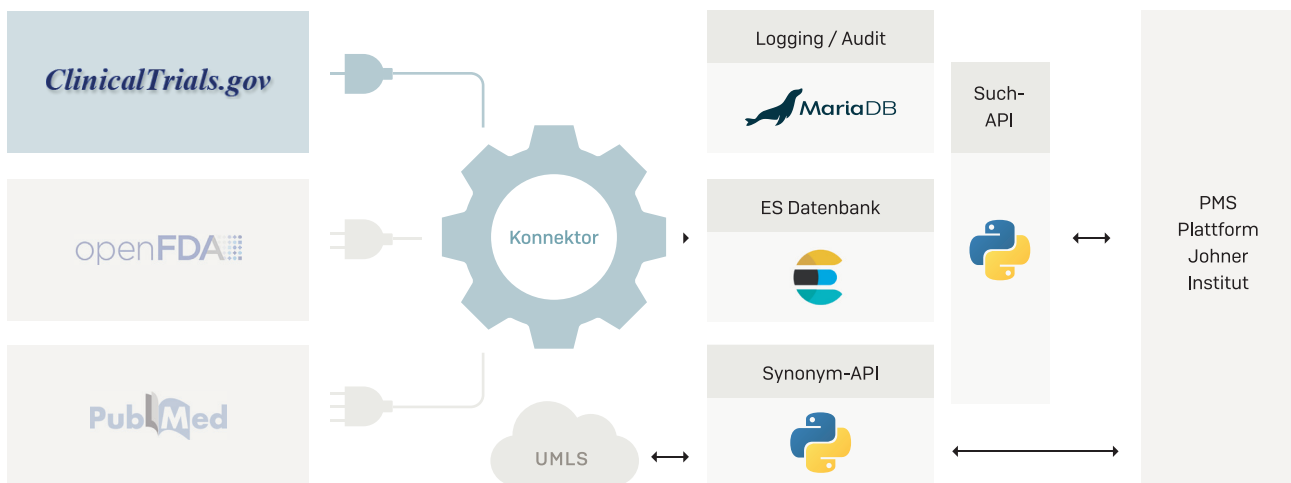 ClinicalTrials.gov
openFDA
PubMed
Konnektor
UMLS
Logging / Audit
MariaDB
ES Datenbank
Synonym-API
Such-
API
PMS
Plattform
Johner
Institut